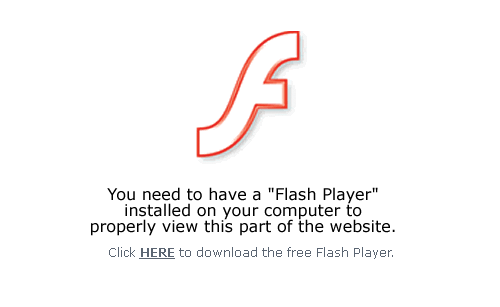 You need to have a "Flash Player"
installed on your computer to
properly view this part of the website.
Click HERE to download the free Flash Player.